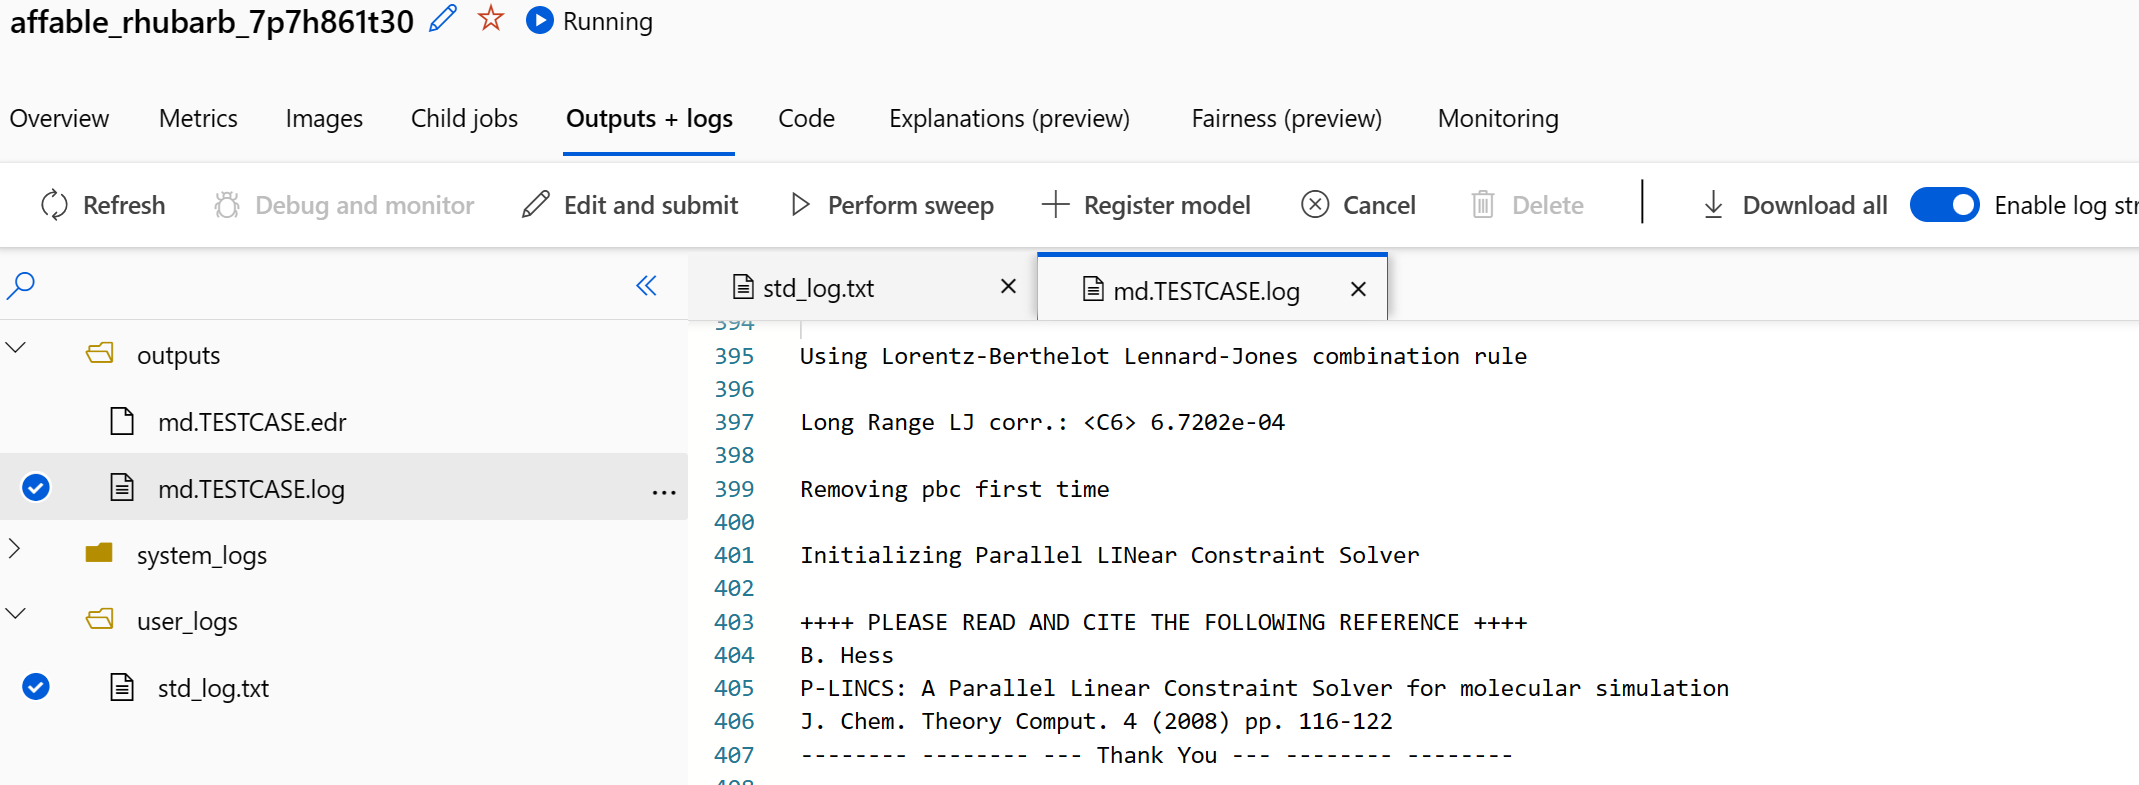 affable_rhubarb_7p7h861t30 Running
Overview Metrics Images Child jobs Outputs + logs Code Explanations (preview) Fairness (preview) Monitoring
Refresh Debug and monitor Edit and submit Perform sweep Register model Cancel Delete Download all Enable log str
std_log.txt md.TESTCASE.log
outputs
md.TESTCASE.edr
md.TESTCASE.log
system_logs
user_logs
std_log.txt
394
395 Using Lorentz-Berthelot Lennard-Jones combination rule
396
397 Long Range LJ corr.: <C6> 6.7202e-04
398
399 Removing pbc first time
400
401 Initializing Parallel LINear Constraint Solver
402
403 ++++ PLEASE READ AND CITE THE FOLLOWING REFERENCE ++++
404 B. Hess
405 P-LINCS: A Parallel Linear Constraint Solver for molecular simulation
406 J. Chem. Theory Comput. 4 (2008) pp. 116-122
407 -------- -------- --- Thank You --- -------- --------
408